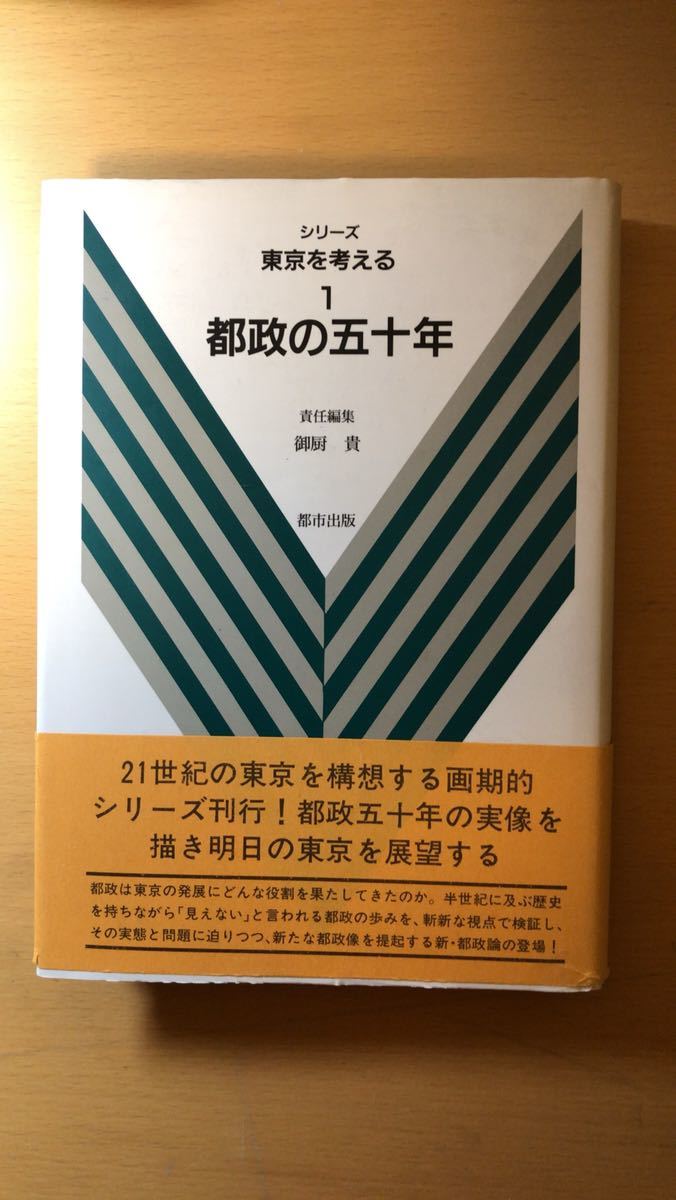 シリーズ
東京を考える
1
都政の五十年
責任編集
御厨 貴
都市出版
21世紀の東京を構想する画期的
シリーズ刊行!都政五十年の実像を
描き明日の東京を展望する
都政は東京の発展にどんな役割を果たしてきたのか。半世紀に及ぶ歴史
を持ちながら「見えない」と言われる都政の歩みを、斬新な視点で検証し、
その実態と問題に迫りつつ、新たな都政像を提起する新・都政論の登場!